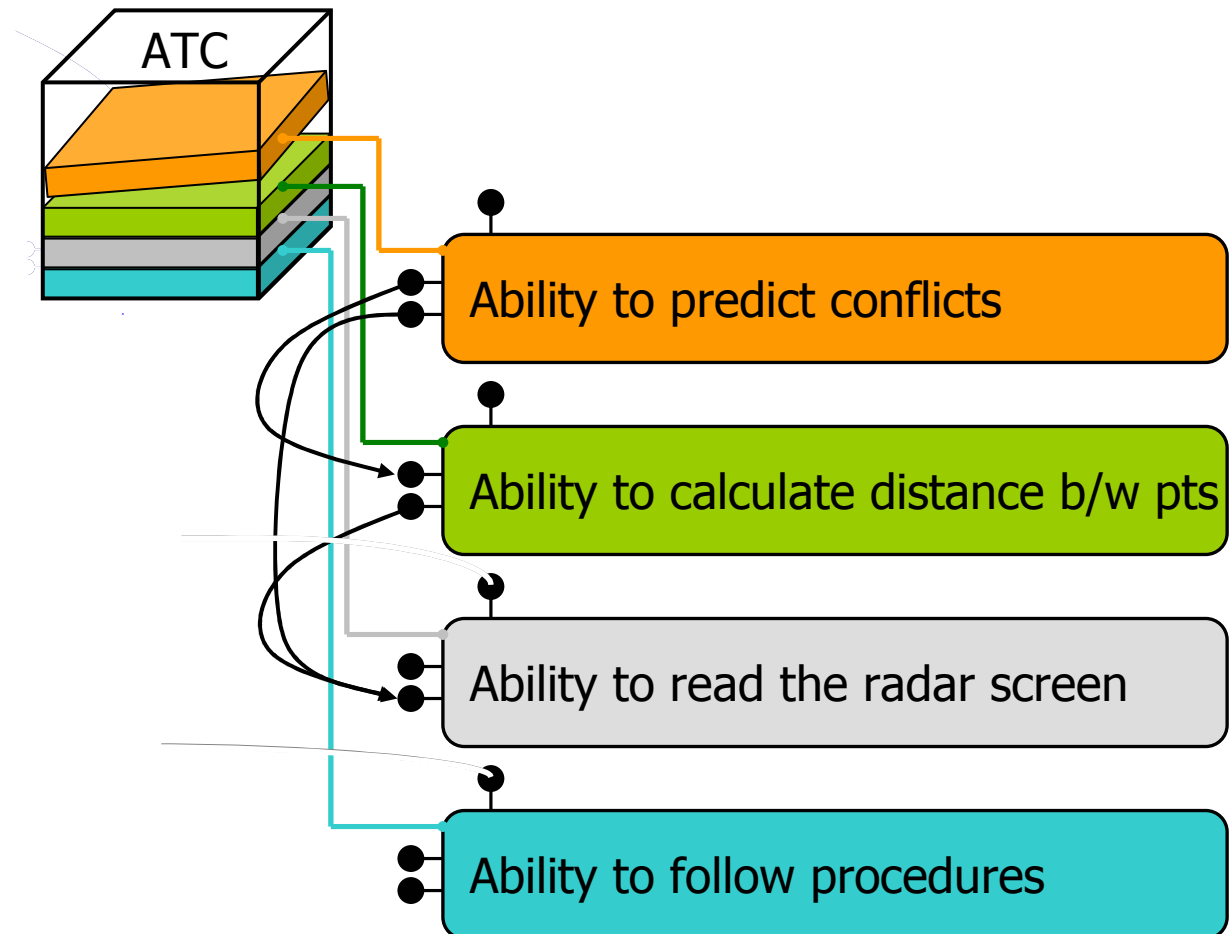 ATC
Ability to predict conflicts
Ability to calculate distance b/w pts
Ability to read the radar screen
Ability to follow procedures